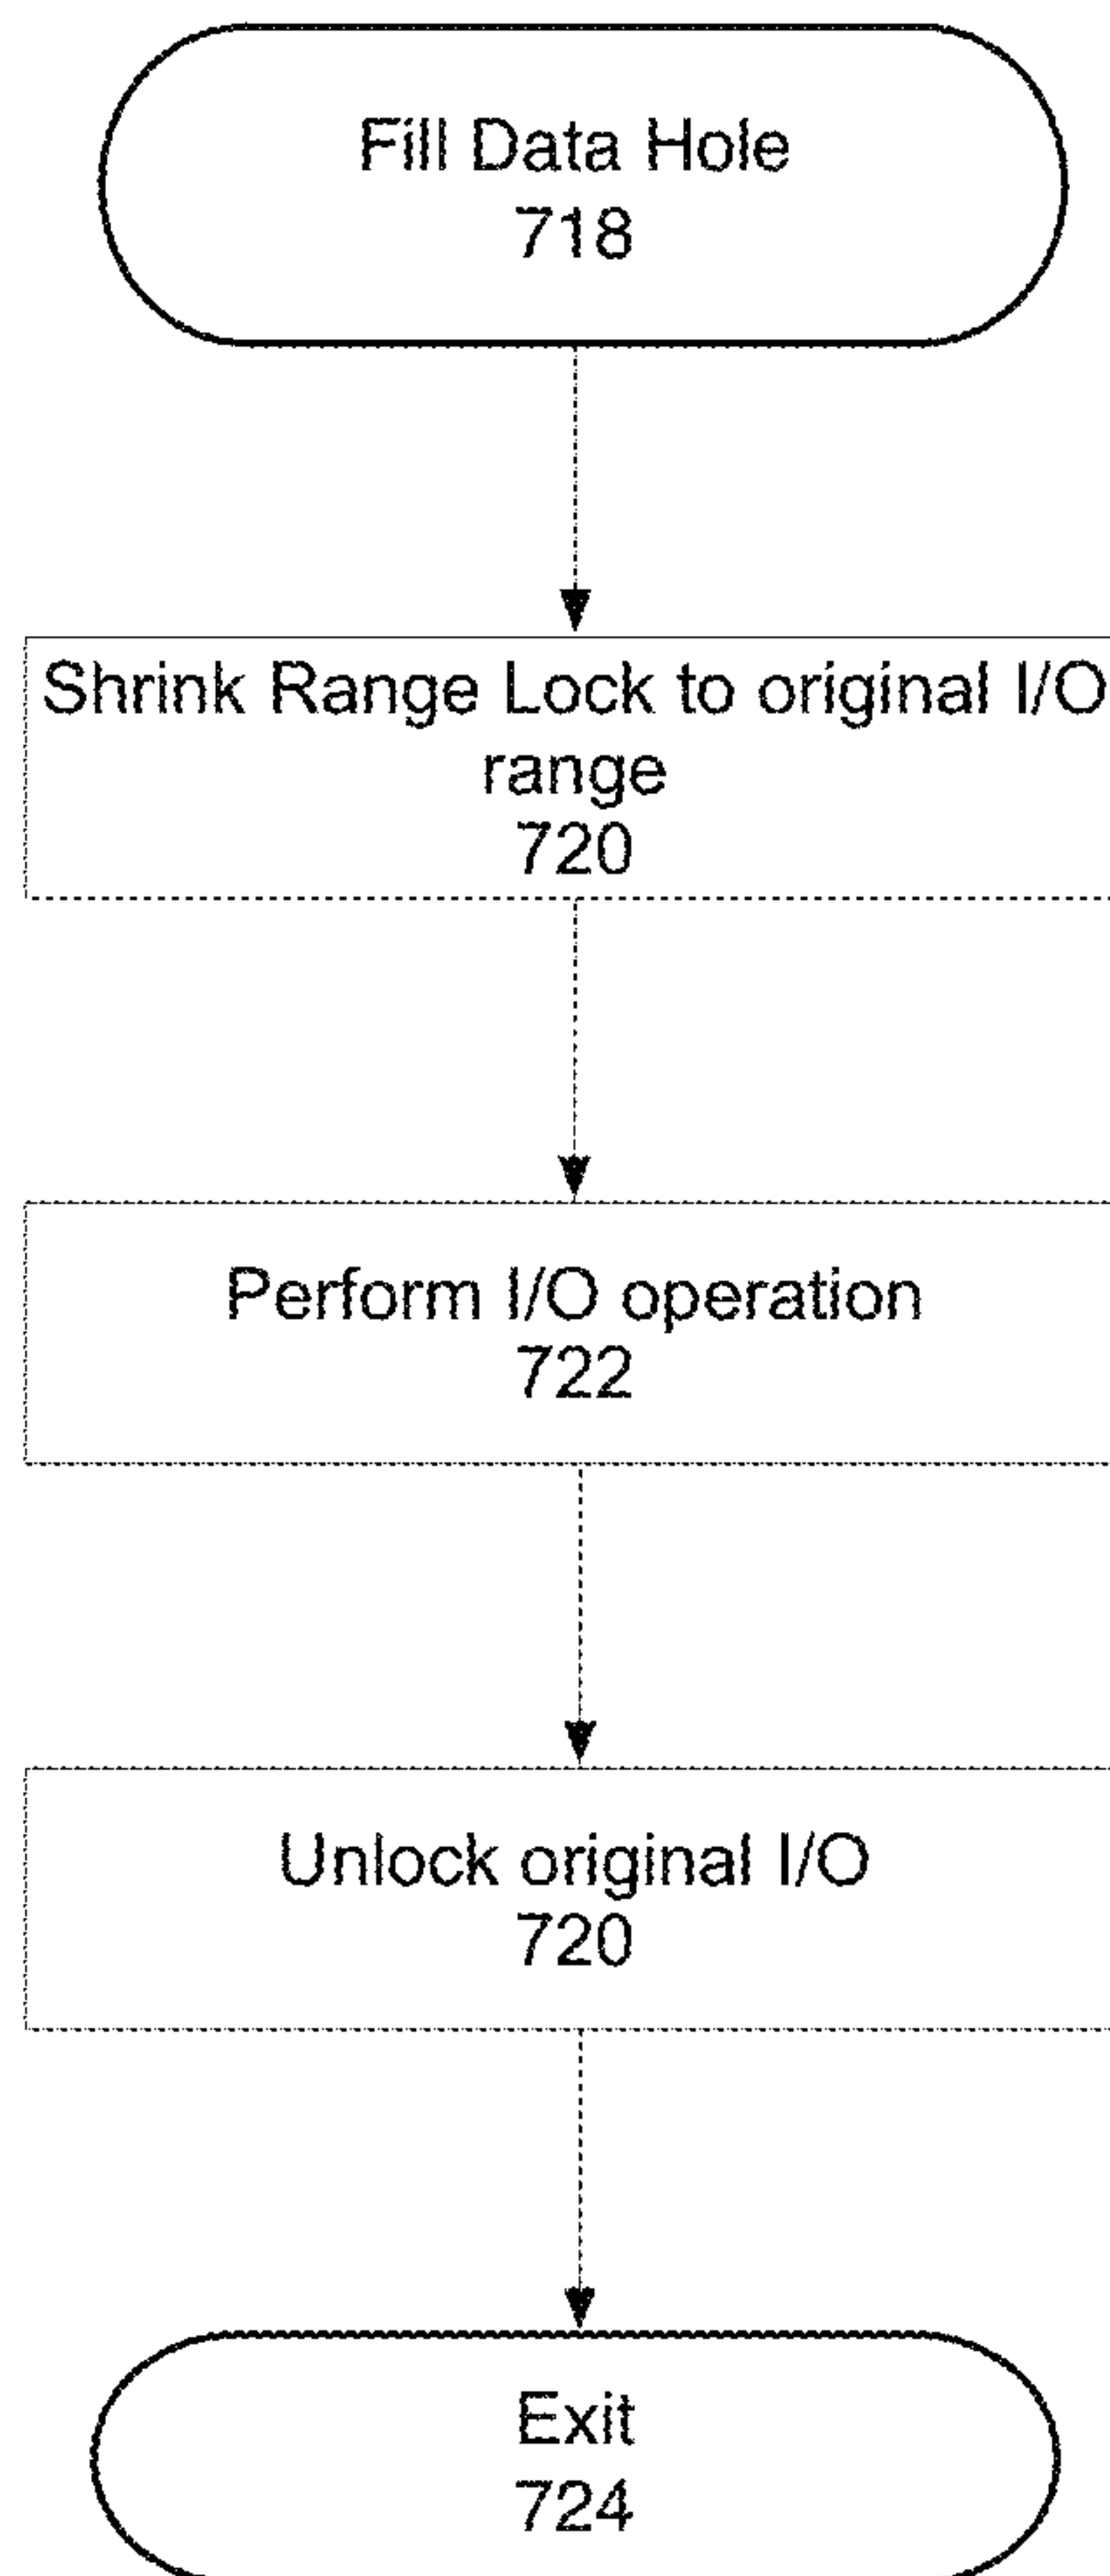 Fill Data Hole
718
Shrink Range Lock to original I/O
range
720
Perform I/O operation
722
Unlock original I/O
720
Exit
724